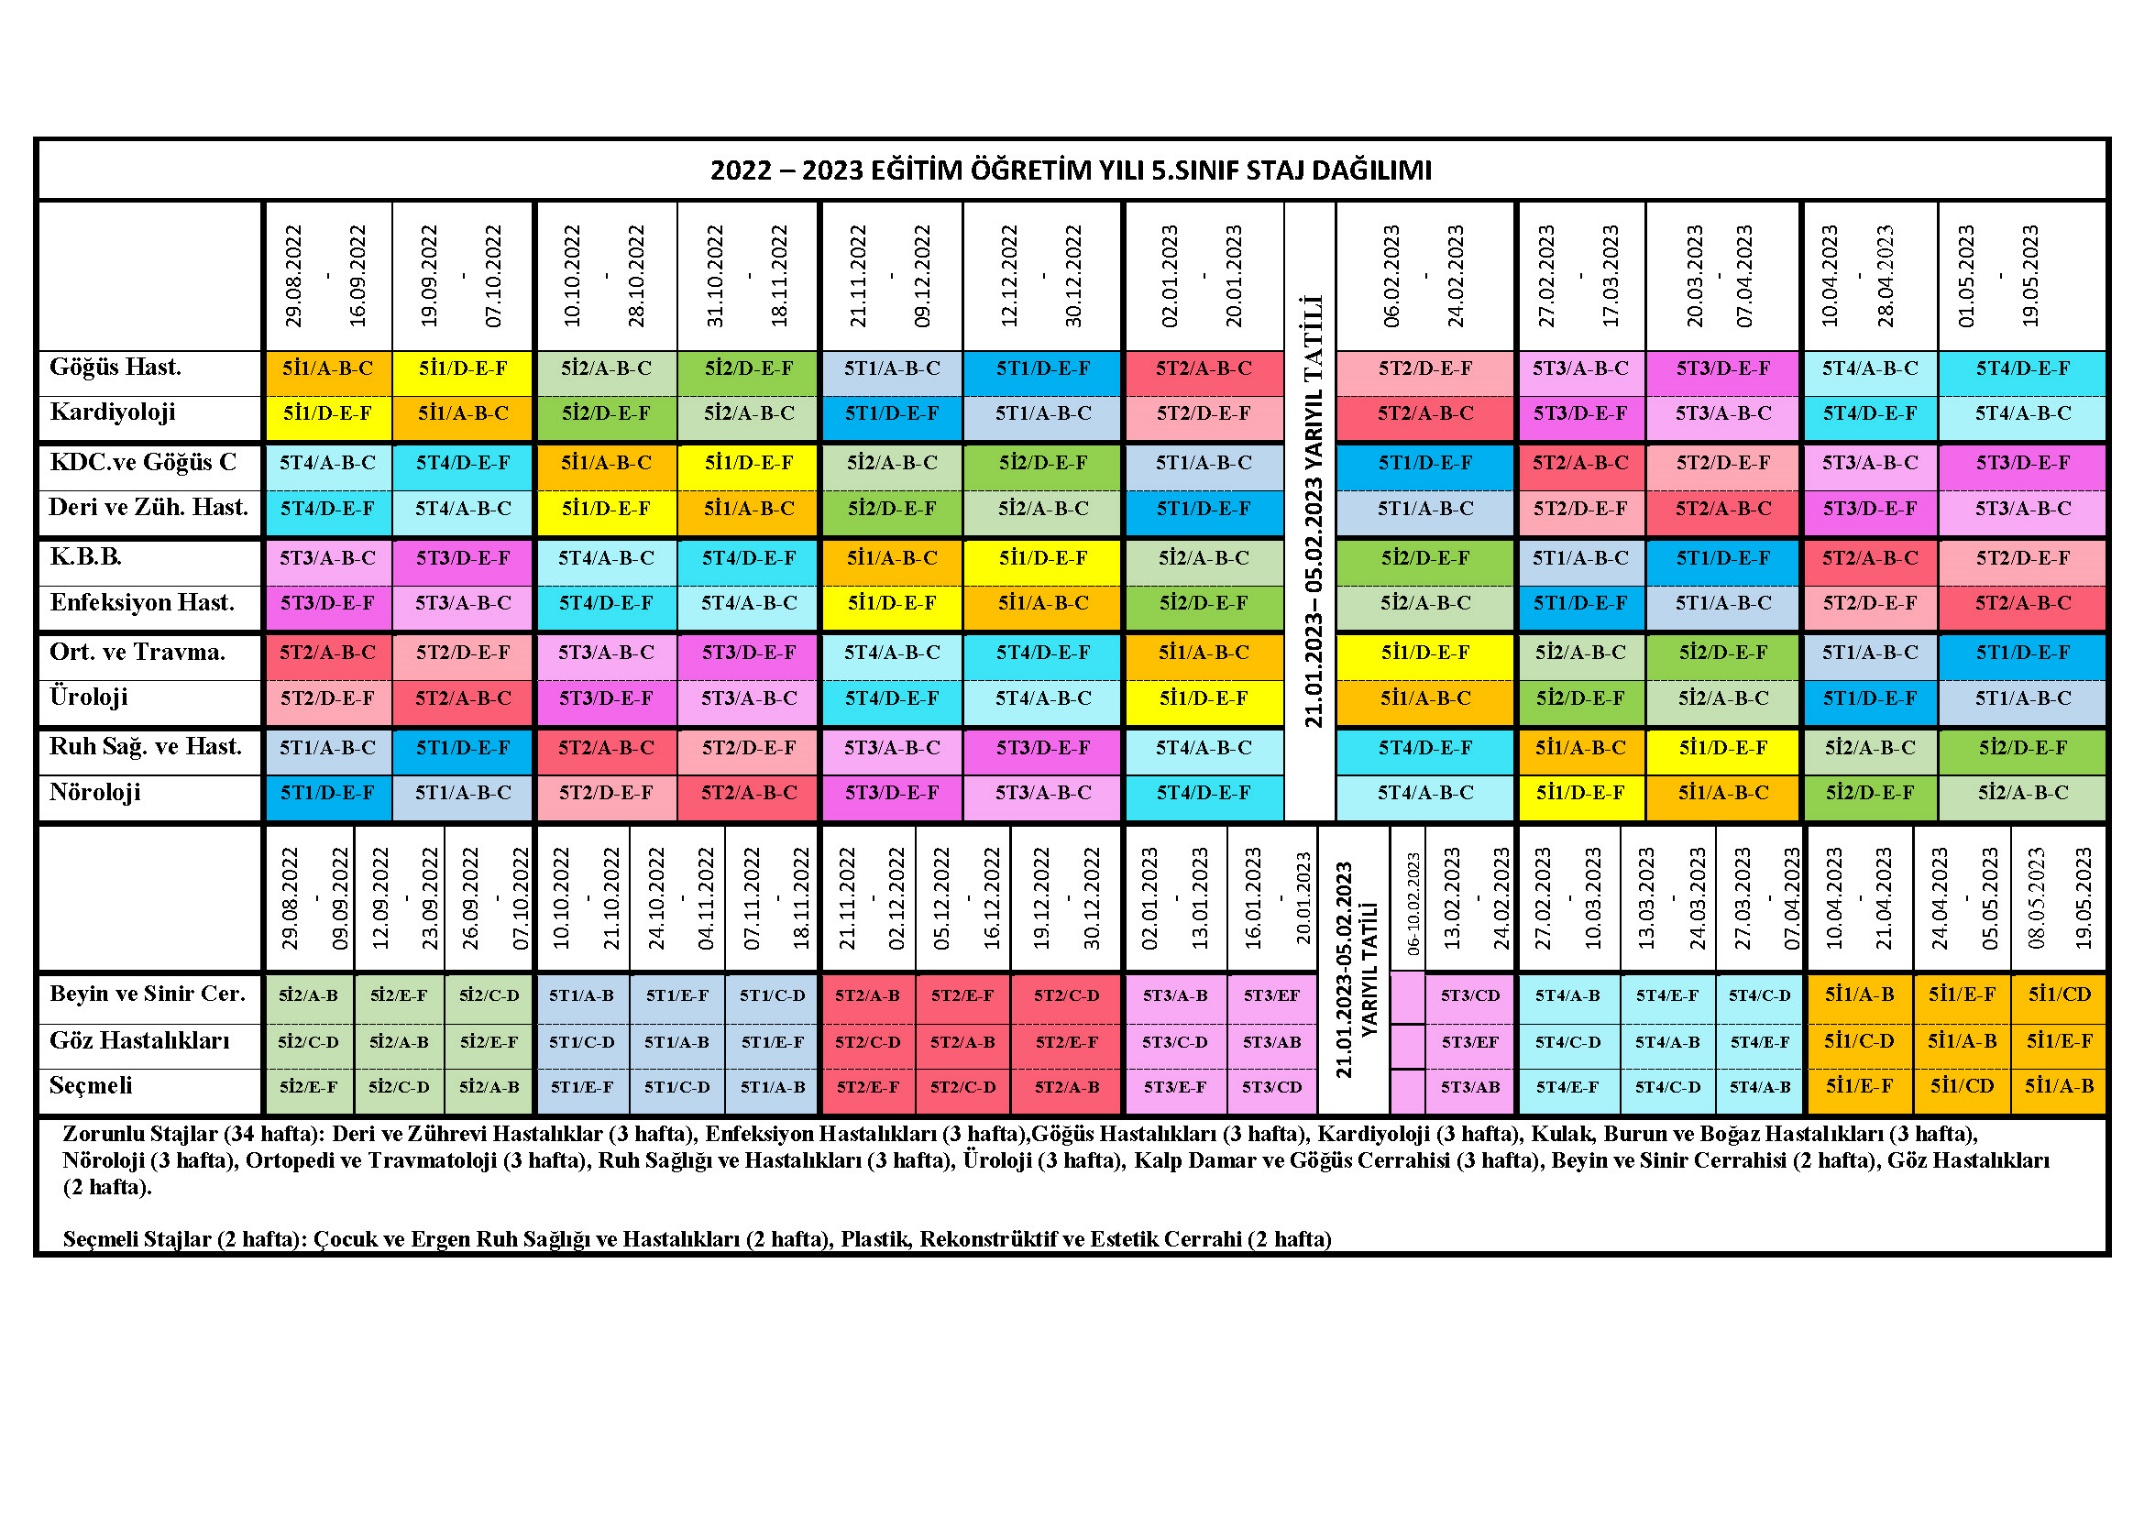 2022 – 2023 EĞİTİM ÖĞRETİM YILI 5.SINIF STAJ DAĞILIMI
29.08.2022 - 16.09.2022 19.09.2022 - 07.10.2022 10.10.2022 - 28.10.2022 31.10.2022 - 18.11.2022 21.11.2022 - 09.12.2022 12.12.2022 - 30.12.2022 02.01.2023 - 20.01.2023 21.01.2023– 05.02.2023 YARIYIL TATİLİ 06.02.2023 - 24.02.2023 27.02.2023 - 17.03.2023 20.03.2023 - 07.04.2023 10.04.2023 - 28.04.2023 01.05.2023 - 19.05.2023
Göğüs Hast. 5İ1/A-B-C 5İ1/D-E-F 5İ2/A-B-C 5İ2/D-E-F 5T1/A-B-C 5T1/D-E-F 5T2/A-B-C 5T2/D-E-F 5T3/A-B-C 5T3/D-E-F 5T4/A-B-C 5T4/D-E-F
Kardiyoloji 5İ1/D-E-F 5İ1/A-B-C 5İ2/D-E-F 5İ2/A-B-C 5T1/D-E-F 5T1/A-B-C 5T2/D-E-F 5T2/A-B-C 5T3/D-E-F 5T3/A-B-C 5T4/D-E-F 5T4/A-B-C
KDC.ve Göğüs C 5T4/A-B-C 5T4/D-E-F 5İ1/A-B-C 5İ1/D-E-F 5İ2/A-B-C 5İ2/D-E-F 5T1/A-B-C 5T1/D-E-F 5T2/A-B-C 5T2/D-E-F 5T3/A-B-C 5T3/D-E-F
Deri ve Züh. Hast. 5T4/D-E-F 5T4/A-B-C 5İ1/D-E-F 5İ1/A-B-C 5İ2/D-E-F 5İ2/A-B-C 5T1/D-E-F 5T1/A-B-C 5T2/D-E-F 5T2/A-B-C 5T3/D-E-F 5T3/A-B-C
K.B.B. 5T3/A-B-C 5T3/D-E-F 5T4/A-B-C 5T4/D-E-F 5İ1/A-B-C 5İ1/D-E-F 5İ2/A-B-C 5İ2/D-E-F 5T1/A-B-C 5T1/D-E-F 5T2/A-B-C 5T2/D-E-F
Enfeksiyon Hast. 5T3/D-E-F 5T3/A-B-C 5T4/D-E-F 5T4/A-B-C 5İ1/D-E-F 5İ1/A-B-C 5İ2/D-E-F 5İ2/A-B-C 5T1/D-E-F 5T1/A-B-C 5T2/D-E-F 5T2/A-B-C
Ort. ve Travma. 5T2/A-B-C 5T2/D-E-F 5T3/A-B-C 5T3/D-E-F 5T4/A-B-C 5T4/D-E-F 5İ1/A-B-C 5İ1/D-E-F 5İ2/A-B-C 5İ2/D-E-F 5T1/A-B-C 5T1/D-E-F
Üroloji 5T2/D-E-F 5T2/A-B-C 5T3/D-E-F 5T3/A-B-C 5T4/D-E-F 5T4/A-B-C 5İ1/D-E-F 5İ1/A-B-C 5İ2/D-E-F 5İ2/A-B-C 5T1/D-E-F 5T1/A-B-C
Ruh Sağ. ve Hast. 5T1/A-B-C 5T1/D-E-F 5T2/A-B-C 5T2/D-E-F 5T3/A-B-C 5T3/D-E-F 5T4/A-B-C 5T4/D-E-F 5İ1/A-B-C 5İ1/D-E-F 5İ2/A-B-C 5İ2/D-E-F
Nöroloji 5T1/D-E-F 5T1/A-B-C 5T2/D-E-F 5T2/A-B-C 5T3/D-E-F 5T3/A-B-C 5T4/D-E-F 5T4/A-B-C 5İ1/D-E-F 5İ1/A-B-C 5İ2/D-E-F 5İ2/A-B-C
29.08.2022 - 09.09.2022 12.09.2022 - 23.09.2022 26.09.2022 - 07.10.2022 10.10.2022 - 21.10.2022 24.10.2022 - 04.11.2022 07.11.2022 - 18.11.2022 21.11.2022 - 02.12.2022 05.12.2022 - 16.12.2022 19.12.2022 - 30.12.2022 02.01.2023 - 13.01.2023 16.01.2023 - 20.01.2023 21.01.2023-05.02.2023 YARIYIL TATİLİ 06-10.02.2023 13.02.2023 - 24.02.2023 27.02.2023 - 10.03.2023 13.03.2023 - 24.03.2023 27.03.2023 - 07.04.2023 10.04.2023 - 21.04.2023 24.04.2023 - 05.05.2023 08.05.2023 19.05.2023
Beyin ve Sinir Cer. 5İ2/A-B 5İ2/E-F 5İ2/C-D 5T1/A-B 5T1/E-F 5T1/C-D 5T2/A-B 5T2/E-F 5T2/C-D 5T3/A-B 5T3/EF 5T3/CD 5T4/A-B 5T4/E-F 5T4/C-D 5İ1/A-B 5İ1/E-F 5İ1/CD
Göz Hastalıkları 5İ2/C-D 5İ2/A-B 5İ2/E-F 5T1/C-D 5T1/A-B 5T1/E-F 5T2/C-D 5T2/A-B 5T2/E-F 5T3/C-D 5T3/AB 5T3/EF 5T4/C-D 5T4/A-B 5T4/E-F 5İ1/C-D 5İ1/A-B 5İ1/E-F
Seçmeli 5İ2/E-F 5İ2/C-D 5İ2/A-B 5T1/E-F 5T1/C-D 5T1/A-B 5T2/E-F 5T2/C-D 5T2/A-B 5T3/E-F 5T3/CD 5T3/AB 5T4/E-F 5T4/C-D 5T4/A-B 5İ1/E-F 5İ1/CD 5İ1/A-B
Zorunlu Stajlar (34 hafta): Deri ve Zührevi Hastalıklar (3 hafta), Enfeksiyon Hastalıkları (3 hafta),Göğüs Hastalıkları (3 hafta), Kardiyoloji (3 hafta), Kulak, Burun ve Boğaz Hastalıkları (3 hafta),
Nöroloji (3 hafta), Ortopedi ve Travmatoloji (3 hafta), Ruh Sağlığı ve Hastalıkları (3 hafta), Üroloji (3 hafta), Kalp Damar ve Göğüs Cerrahisi (3 hafta), Beyin ve Sinir Cerrahisi (2 hafta), Göz Hastalıkları
(2 hafta).
Seçmeli Stajlar (2 hafta): Çocuk ve Ergen Ruh Sağlığı ve Hastalıkları (2 hafta), Plastik, Rekonstrüktif ve Estetik Cerrahi (2 hafta)